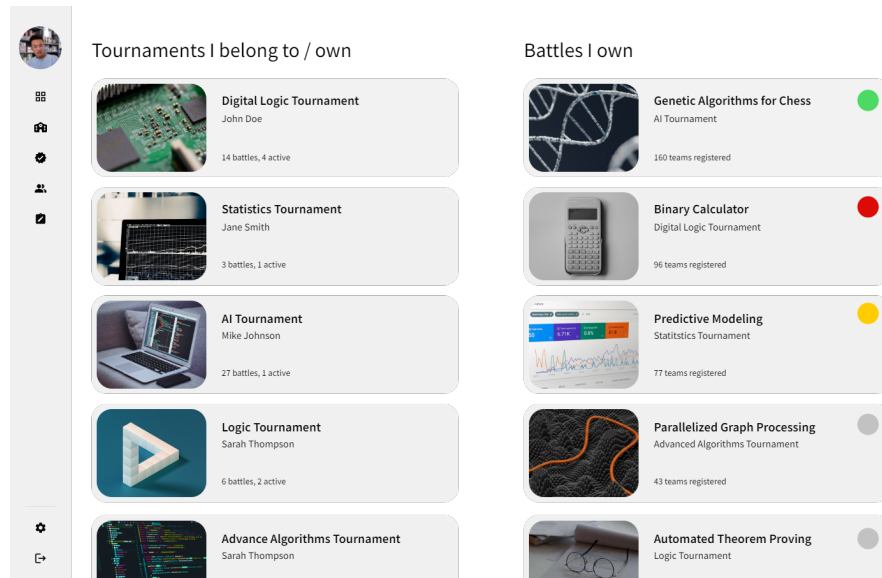 Tournaments I belong to / own
Digital Logic Tournament
John Doe
14 battles, 4 active
Statistics Tournament
Jane Smith
3 battles, 1 active
AI Tournament
Mike Johnson
27 battles, 1 active
Logic Tournament
Sarah Thompson
6 battles, 2 active
Advance Algorithms Tournament
Sarah Thompson
Battles I own
Genetic Algorithms for Chess
AI Tournament
160 teams registered
Binary Calculator
Digital Logic Tournament
96 teams registered
Predictive Modeling
Statitstics Tournament
77 teams registered
Parallelized Graph Processing
Advanced Algorithms Tournament
43 teams registered
Automated Theorem Proving
Logic Tournament